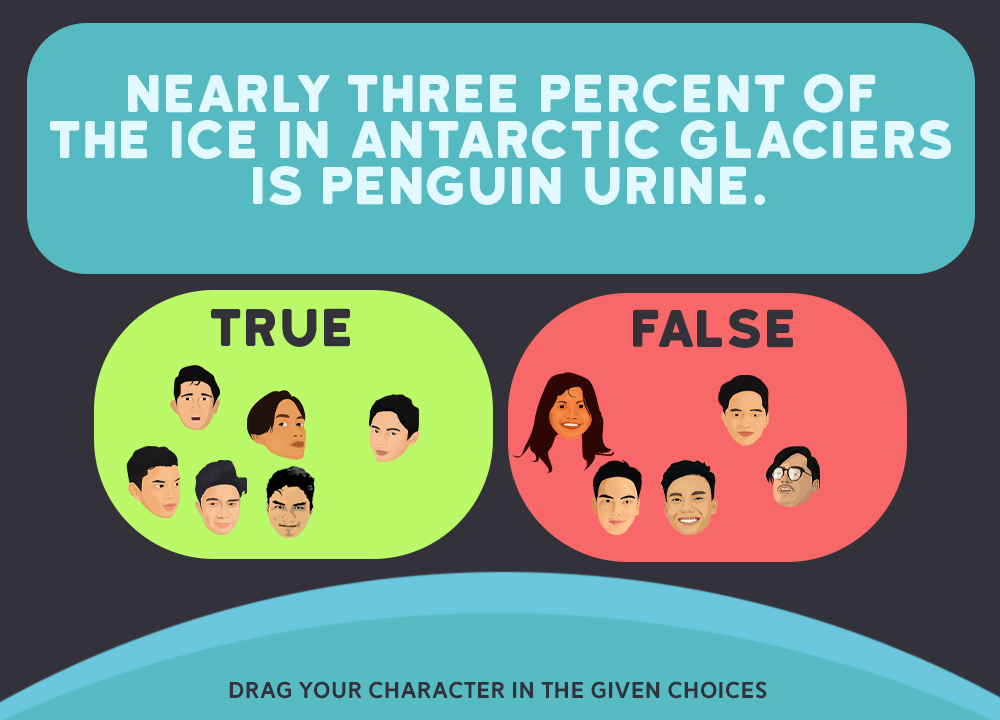 NEARLY THREE PERCENT OF
THE ICE IN ANTARCTIC GLACIERS
IS PENGUIN URINE.
TRUE
FALSE
DRAG YOUR CHARACTER IN THE GIVEN CHOICES